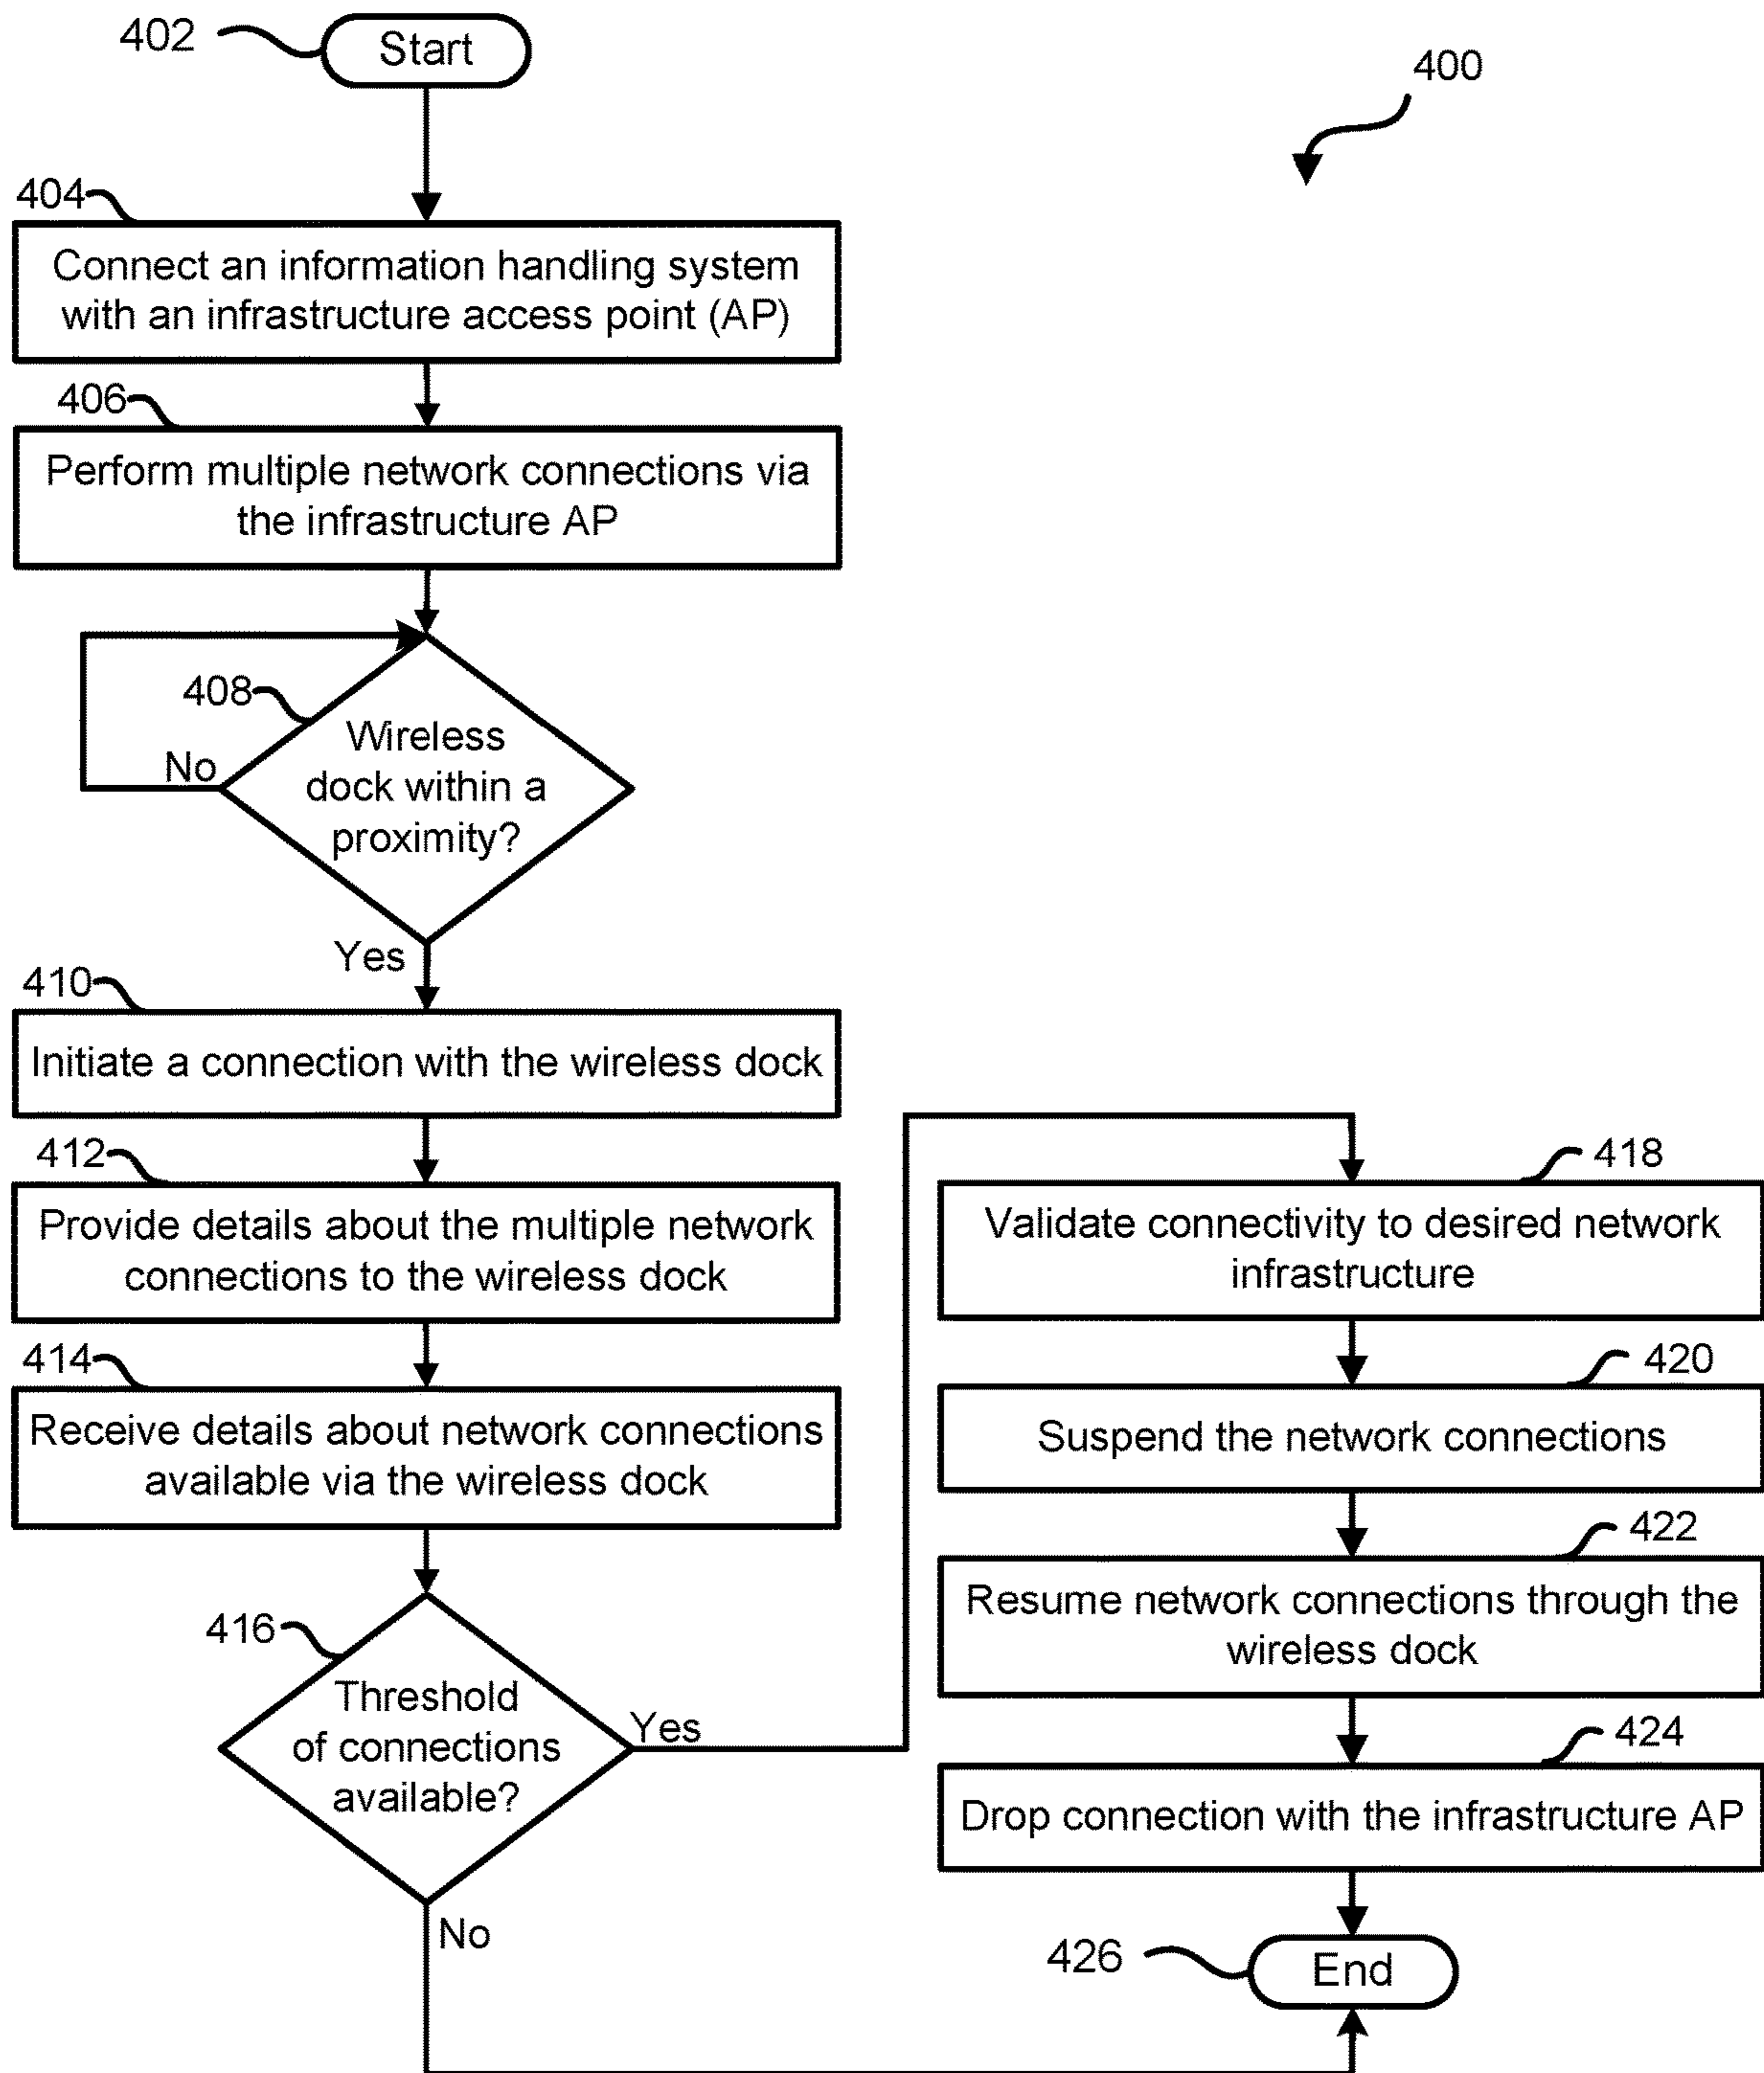 402
Start
400
404
Connect an information handling system
with an infrastructure access point (AP)
406
Perform multiple network connections via
the infrastructure AP
408
Wireless
dock within a
proximity?
No
Yes
410
Initiate a connection with the wireless dock
412
Provide details about the multiple network
connections to the wireless dock
414
Receive details about network connections
available via the wireless dock
416
Threshold
of connections
available?
Yes
No
418
Validate connectivity to desired network
infrastructure
420
Suspend the network connections
422
Resume network connections through the
wireless dock
424
Drop connection with the infrastructure AP
426
End